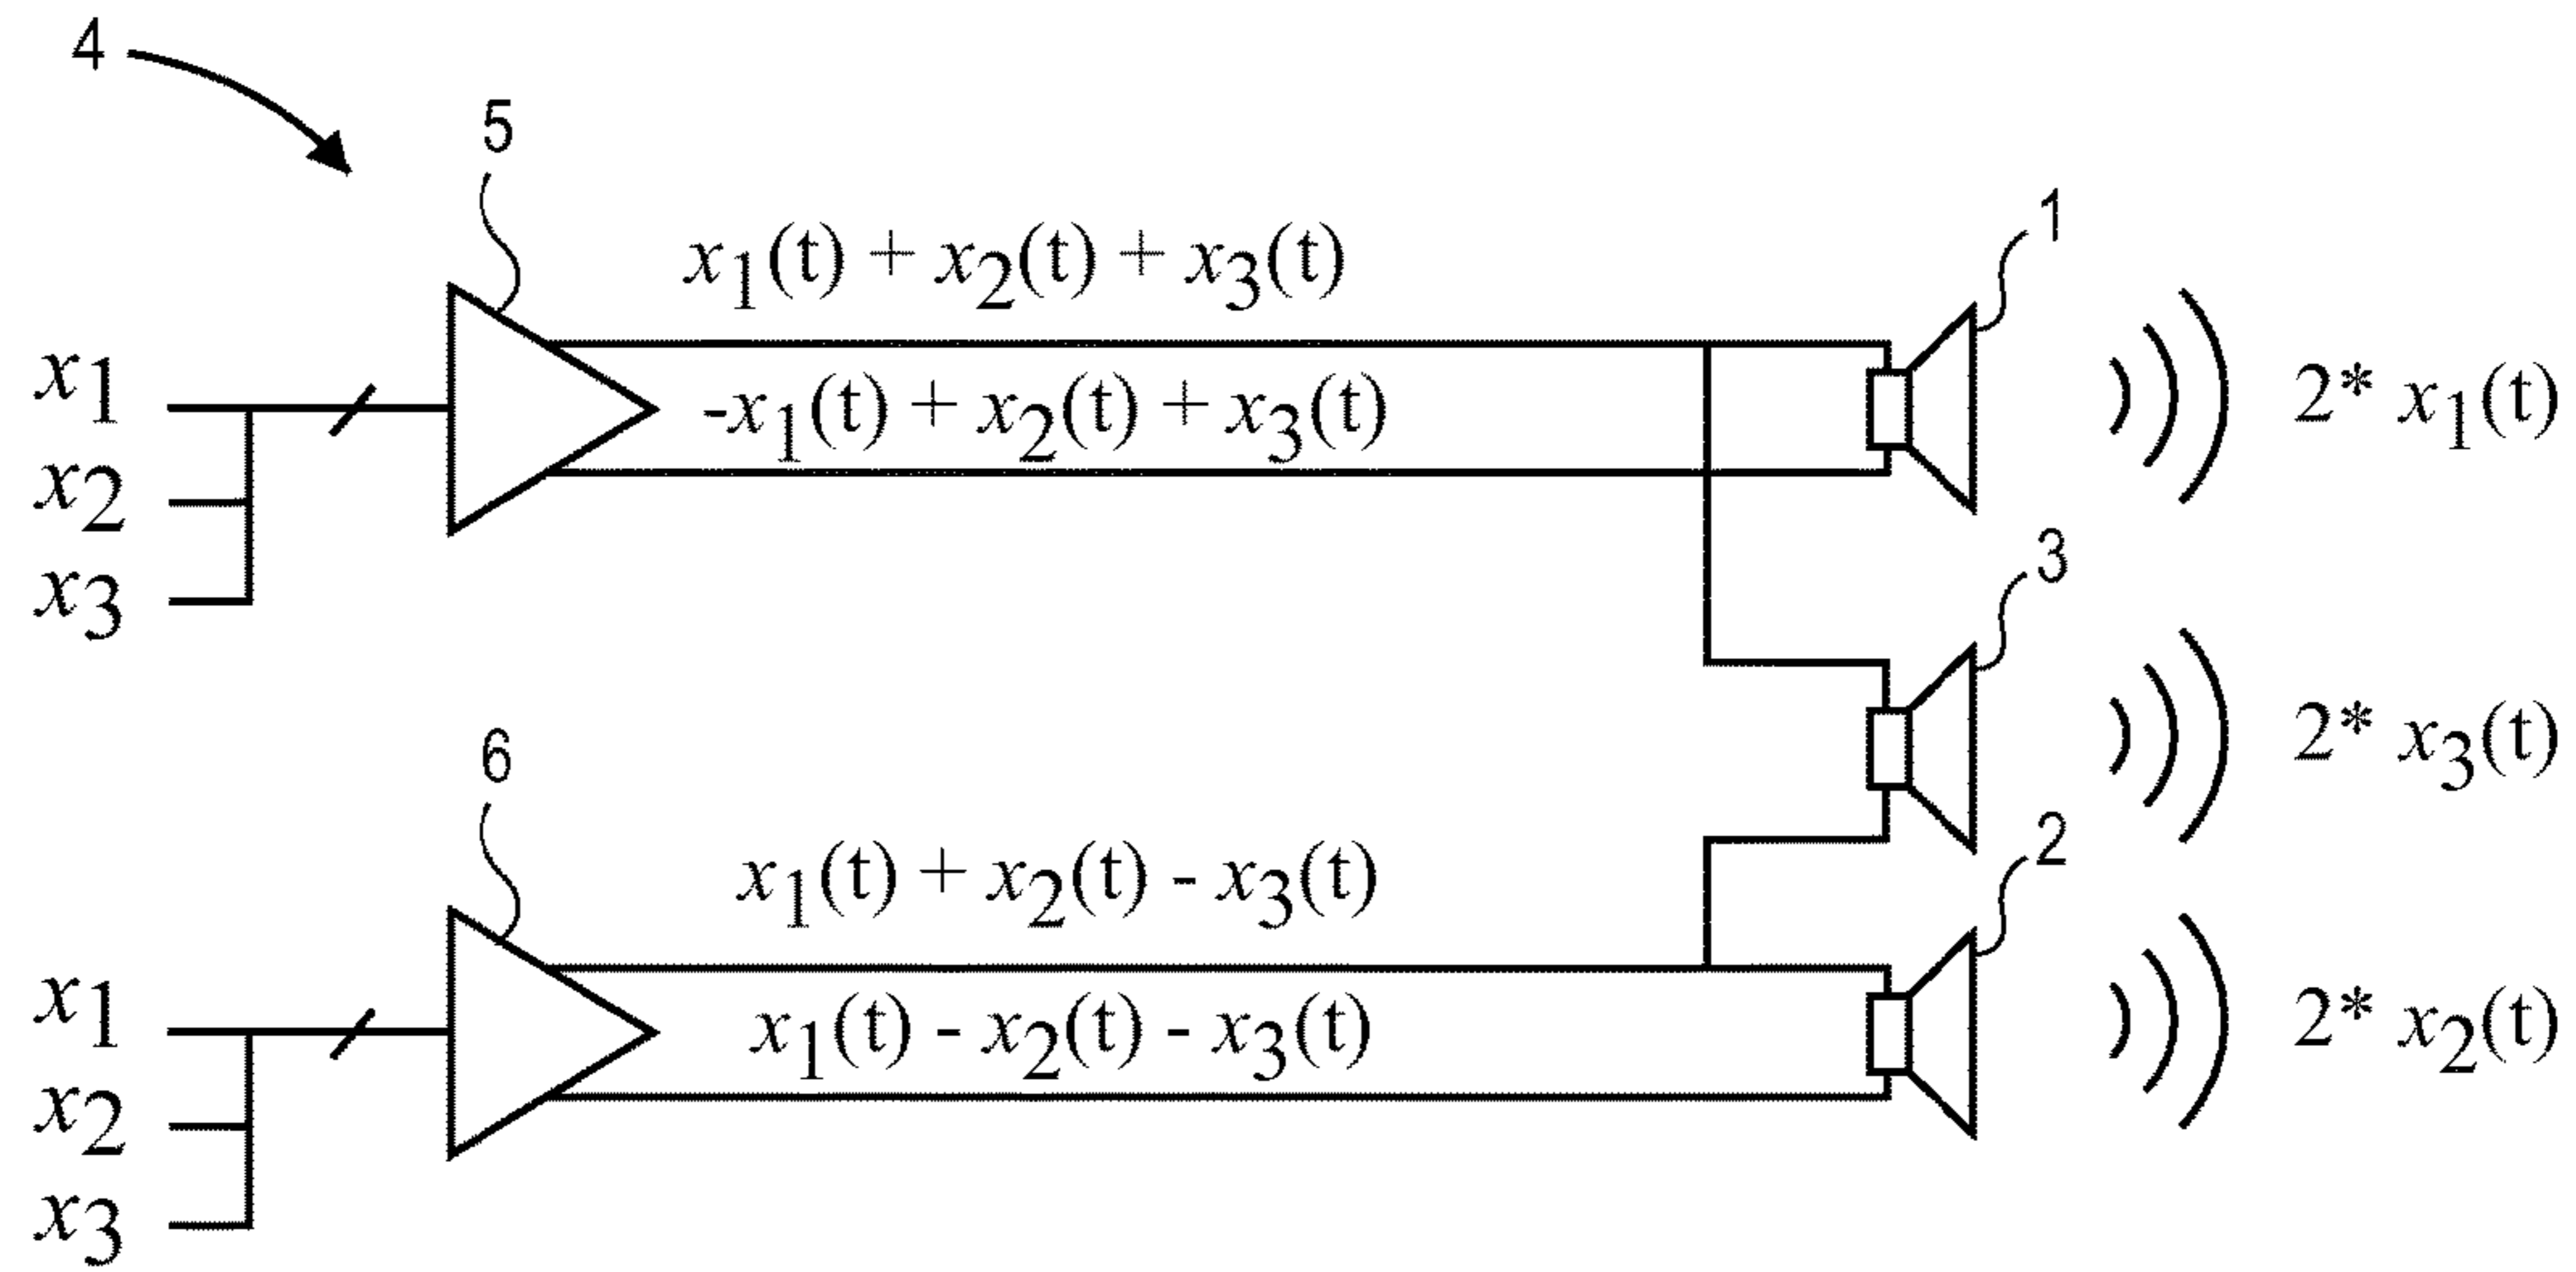 4
5
1
x1(t) + x2(t) + x3(t)
x1
-x1(t) + x2(t) + x3(t)
2* x1(t)
x2
x3
3
2* x3(t)
6
2
x1(t) + x2(t) - x3(t)
x1
x1(t) - x2(t) - x3(t)
2* x2(t)
x2
x3